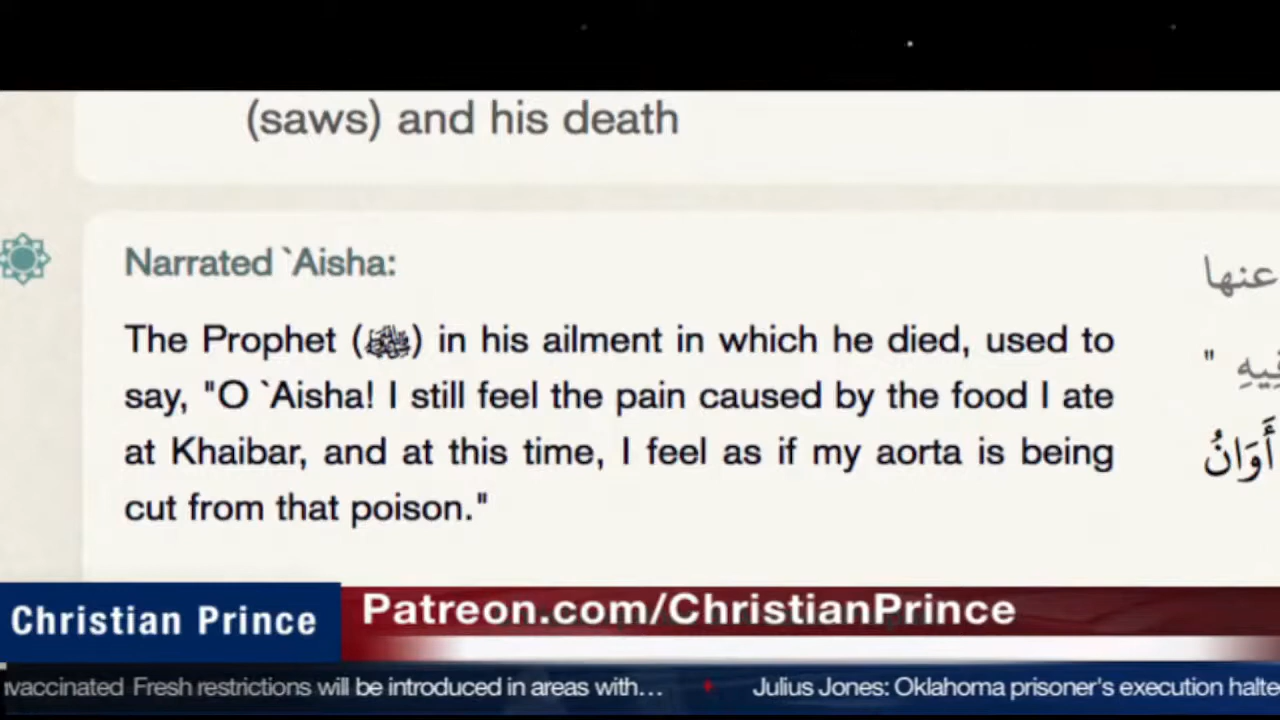 (saws) and his death
Narrated `Aisha:
عنها
The Prophet (ﷺ) in his ailment in which he died, used to
say, "O `Aisha! I still feel the pain caused by the food I ate
" فِيهِ
at Khaibar, and at this time, I feel as if my aorta is being
أَوَانُ
cut from that poison."
Christian Prince
Patreon.com/ChristianPrince
vaccinated Fresh restrictions will be introduced in areas with... ♦ Julius Jones: Oklahoma prisoner's execution halte